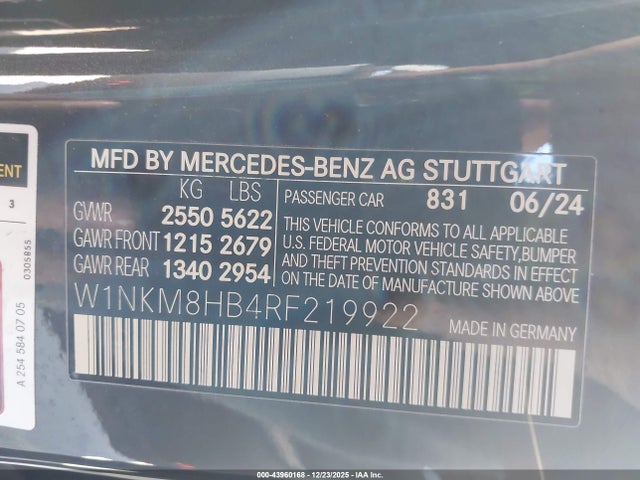 MFD BY MERCEDES-BENZ AG STUTTGART
KG LBS
GVWR 2550 5622
GAWR FRONT 1215 2679
GAWR REAR 1340 2954
PASSENGER CAR 831 06/24
THIS VEHICLE CONFORMS TO ALL APPLICABLE
U.S. FEDERAL MOTOR VEHICLE SAFETY,BUMPER
AND THEFT PREVENTION STANDARDS IN EFFECT
ON THE DATE OF MANUFACTURE SHOWN ABOVE.
W1NKM8HB4RF219922
MADE IN GERMANY
3
0305855
A 254 584 07 05
000-43960168 - 12/23/2025 - IAAI Inc. - Copyright